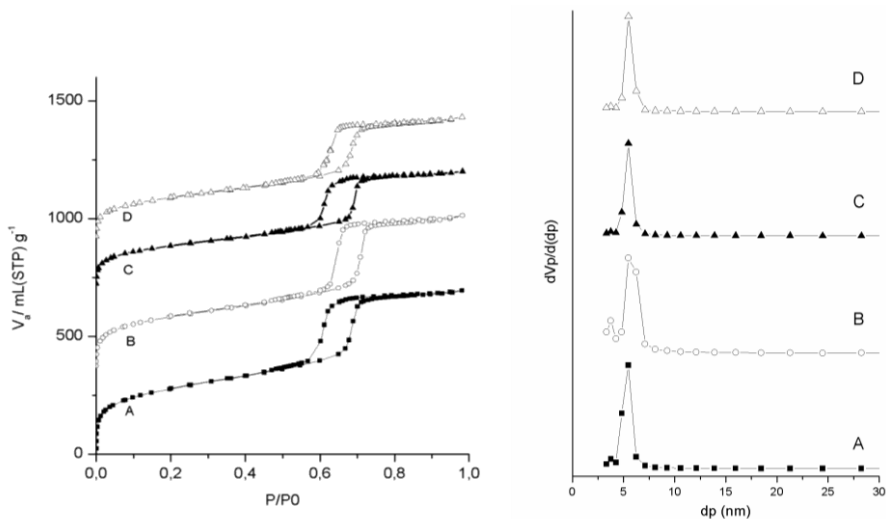 1500
1000
500
0
0,0 0,2 0,4 0,6 0,8 1,0
Vₐ / mL(STP) g⁻¹
P/P0
D
C
B
A
D
C
B
A
dVp/d(dp)
0 5 10 15 20 25 30
dp (nm)